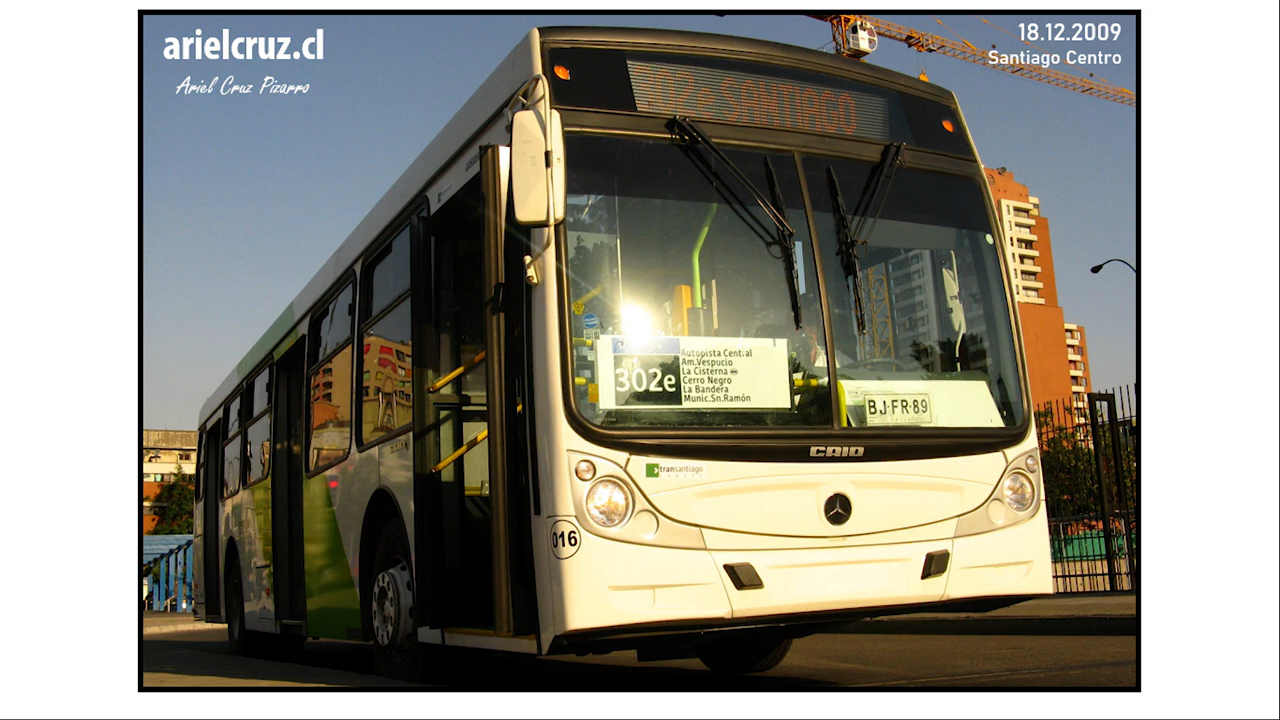 arielcruz.cl
Ariel Cruz Pizarro
18.12.2009
Santiago Centro
302 SANTIAGO
302e
Autopista Central
Am.Vespucio
La Cisterna
Cerro Negro
La Bandera
Munic.Sn.Ramón
BJ·FR·89
CAIO
transantiago
016